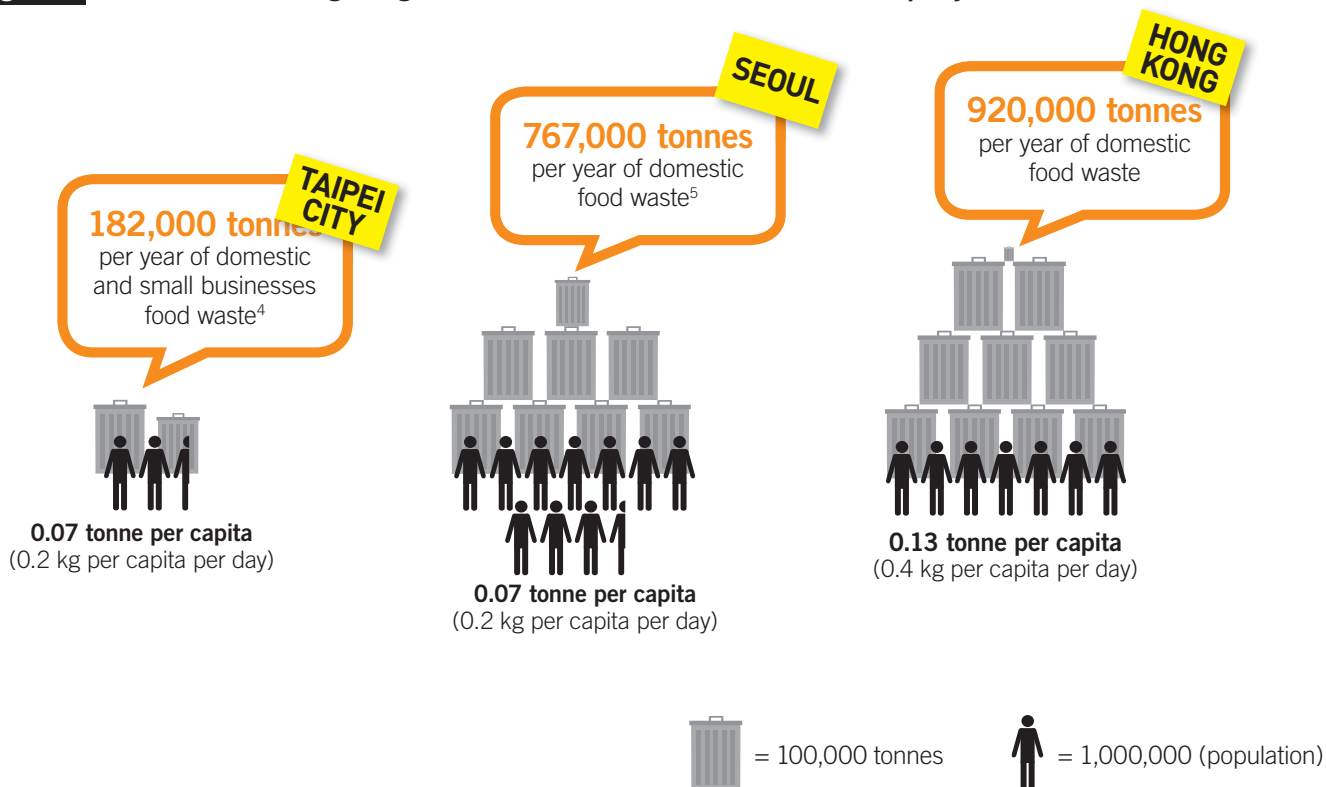 TAIPEI
CITY
182,000 tonnes
per year of domestic
and small businesses
food waste4
0.07 tonne per capita
(0.2 kg per capita per day)
SEOUL
767,000 tonnes
per year of domestic
food waste5
0.07 tonne per capita
(0.2 kg per capita per day)
HONG
KONG
920,000 tonnes
per year of domestic
food waste
0.13 tonne per capita
(0.4 kg per capita per day)
= 100,000 tonnes
= 1,000,000 (population)